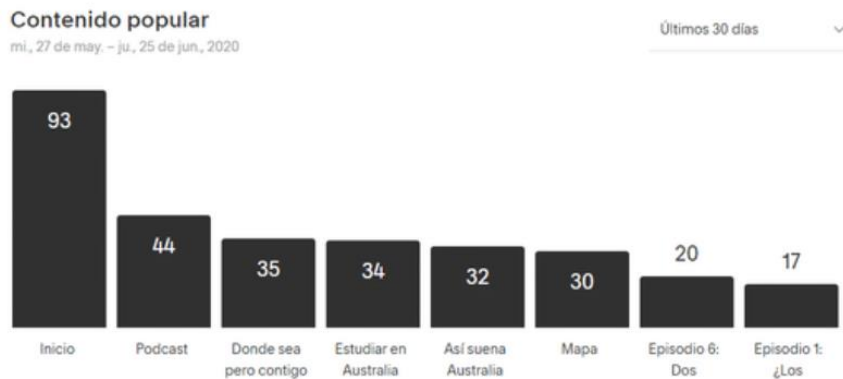 Contenido popular
Últimos 30 días
mi., 27 de may. – ju., 25 de jun., 2020
93
44
35
34
32
30
20
17
Inicio
Podcast
Donde sea
pero contigo
Estudiar en
Australia
Así suena
Australia
Mapa
Episodio 6:
Dos
Episodio 1:
¿Los